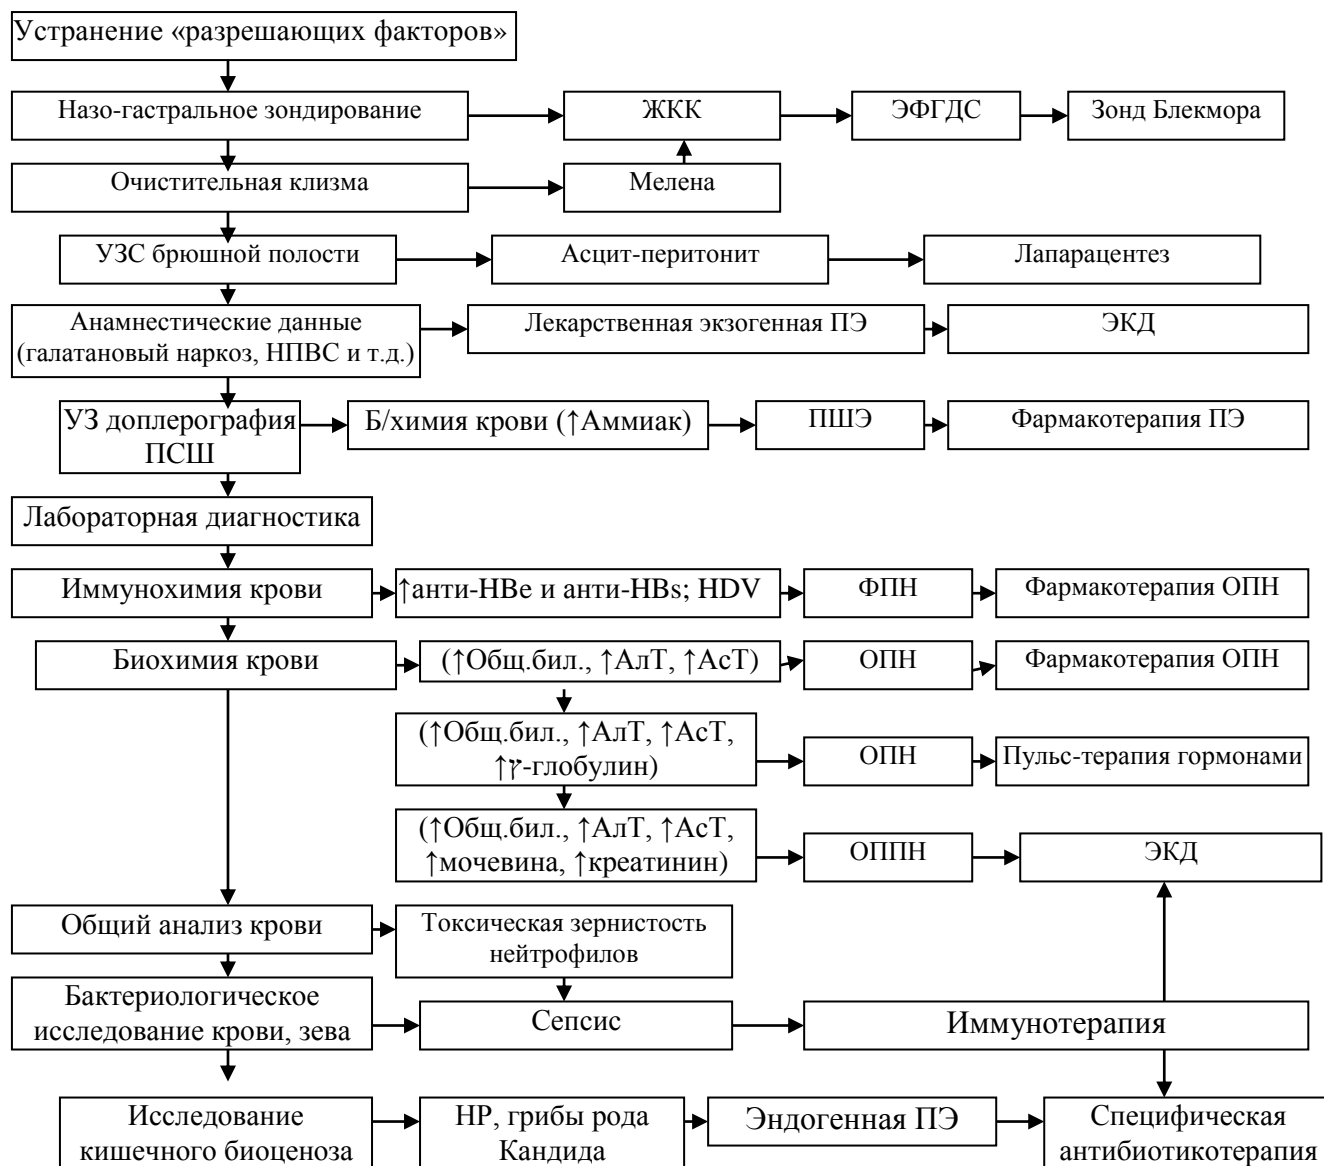 Устранение «разрешающих факторов»
Назо-гастральное зондирование
ЖКК
ЭФГДС
Зонд Блекмора
Очистительная клизма
Мелена
УЗС брюшной полости
Асцит-перитонит
Лапарацентез
Анамнестические данные
(галатановый наркоз, НПВС и т.д.)
Лекарственная экзогенная ПЭ
ЭКД
УЗ доплерография
ПСШ
Б/химия крови (↑Аммиак)
ПШЭ
Фармакотерапия ПЭ
Лабораторная диагностика
Иммунохимия крови
↑анти-HBe и анти-HBs; HDV
ФПН
Фармакотерапия ОПН
Биохимия крови
(↑Общ.бил., ↑АлТ, ↑АсТ)
ОПН
Фармакотерапия ОПН
(↑Общ.бил., ↑АлТ, ↑АсТ,
↑γ-глобулин)
ОПН
Пульс-терапия гормонами
(↑Общ.бил., ↑АлТ, ↑АсТ,
↑мочевина, ↑креатинин)
ОППН
ЭКД
Общий анализ крови
Токсическая зернистость
нейтрофилов
Бактериологическое
исследование крови, зева
Сепсис
Иммунотерапия
Исследование
кишечного биоценоза
НР, грибы рода
Кандида
Эндогенная ПЭ
Специфическая
антибиотикотерапия